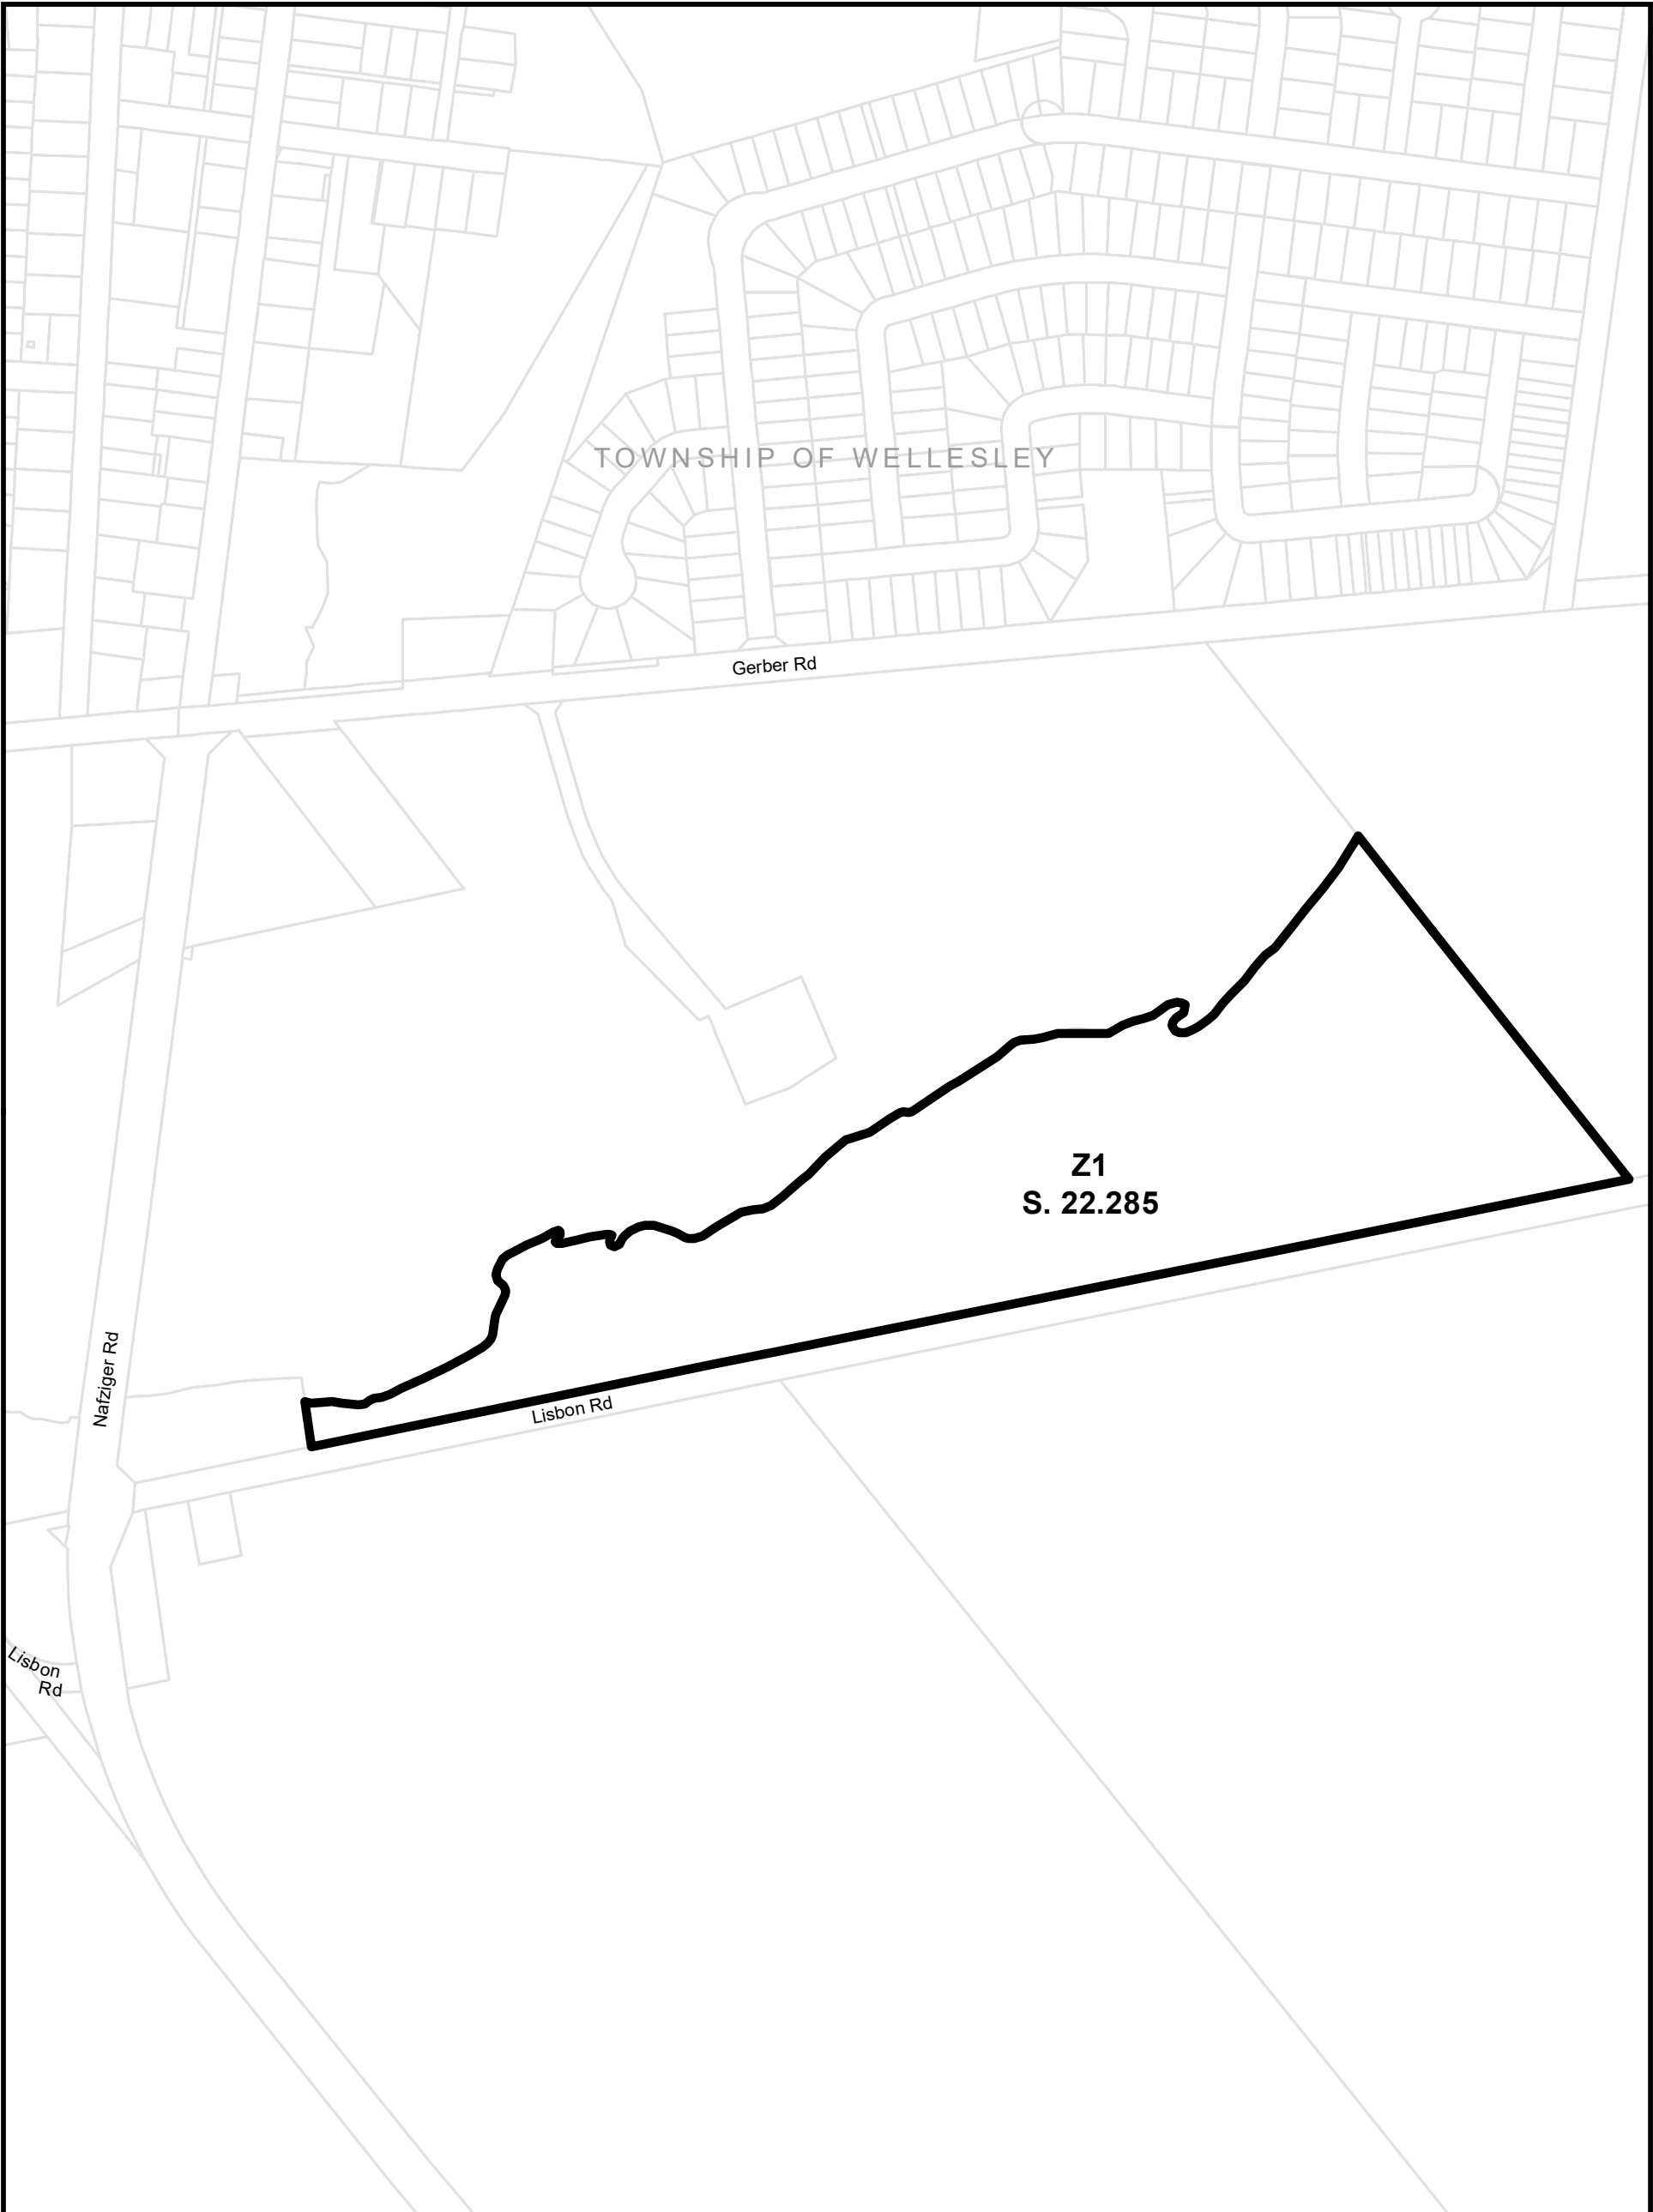 TOWNSHIP OF WELLESLEY
Gerber Rd
Z1
S. 22.285
Nafziger Rd
Lisbon Rd
Lisbon
Rd